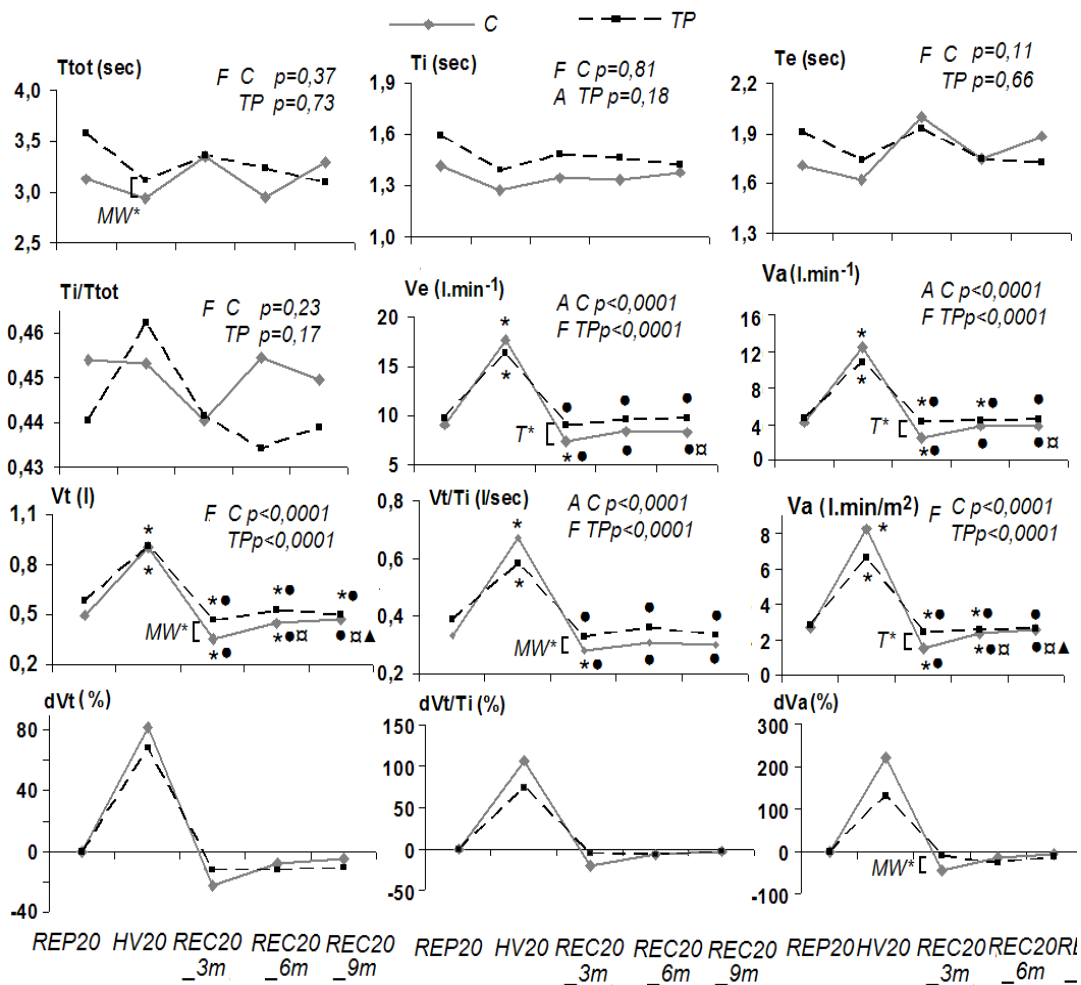 C TP
Ttot (sec)
F C p=0,37
TP p=0,73
4,0
3,5
3,0
2,5
MW*
Ti (sec)
F C p=0,81
A TP p=0,18
1,9
1,6
1,3
1,0
Te (sec)
F C p=0,11
TP p=0,66
2,2
1,9
1,6
1,3
Ti/Ttot
F C p=0,23
TP p=0,17
0,46
0,45
0,44
0,43
Ve (l.min-1)
A C p<0,0001
F TPp<0,0001
20
15
10
5
* *
T*
● ● ●
*● ● ●¤
Va (l.min-1)
A C p<0,0001
F TPp<0,0001
16
12
8
4
0
* *
T*
*● *● ●
*● ● ●¤
Vt (l)
F C p<0,0001
TPp<0,0001
1,1
0,8
0,5
0,2
* *
MW*
*● *● *●
*● *●¤ ●¤▲
Vt/Ti (l/sec)
A C p<0,0001
F TPp<0,0001
0,8
0,6
0,4
0,2
* *
MW*
● ● ●
*● ● ●
Va (l.min/m²)
F C p<0,0001
TPp<0,0001
8
6
4
2
0
* *
T*
*● *● ●
*● *●¤ ●¤▲
dVt (%)
80
40
0
-40
dVt/Ti (%)
150
100
50
0
-50
dVa(%)
300
200
100
0
-100
MW*
REP20 HV20 REC20 REC20 REC20
_3m _6m _9m
REP20 HV20 REC20 REC20 REC20
_3m _6m _9m
REP20 HV20 REC20 REC20 RE
_3m _6m